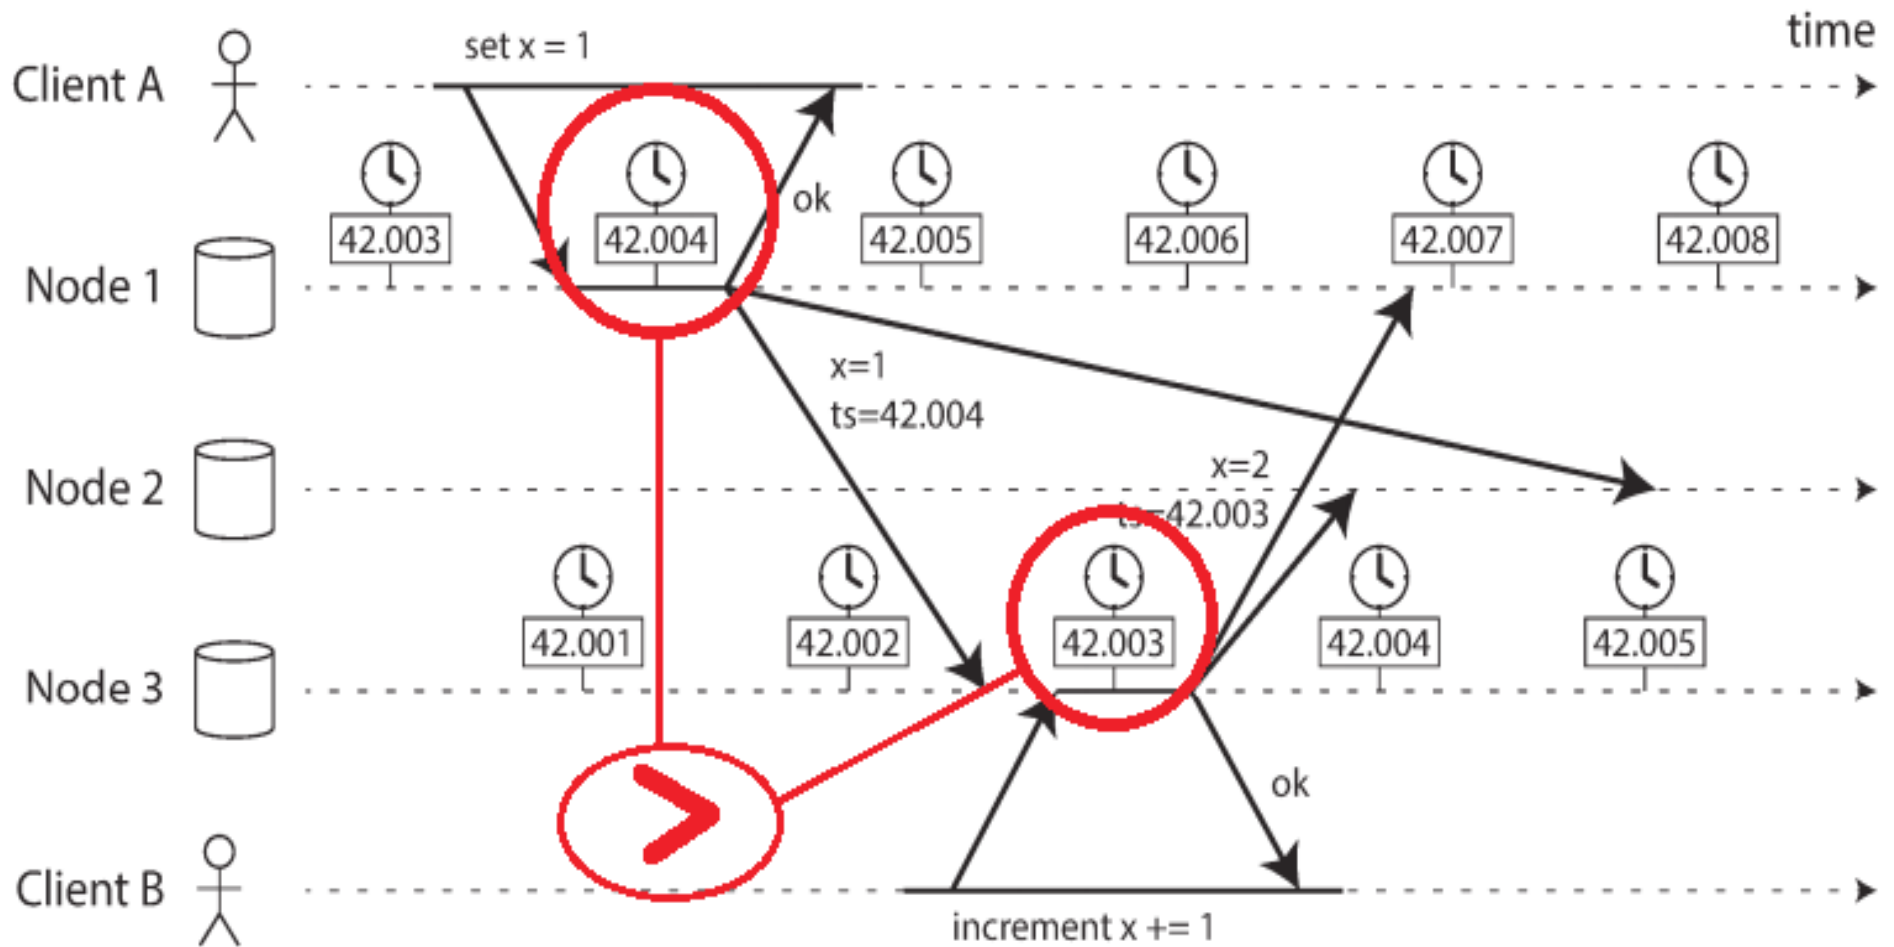 time
set x = 1
Client A
ok
42.003
42.004
42.005
42.006
42.007
42.008
Node 1
x=1
ts=42.004
x=2
ts=42.003
Node 2
42.001
42.002
42.003
42.004
42.005
Node 3
>
ok
Client B
increment x += 1